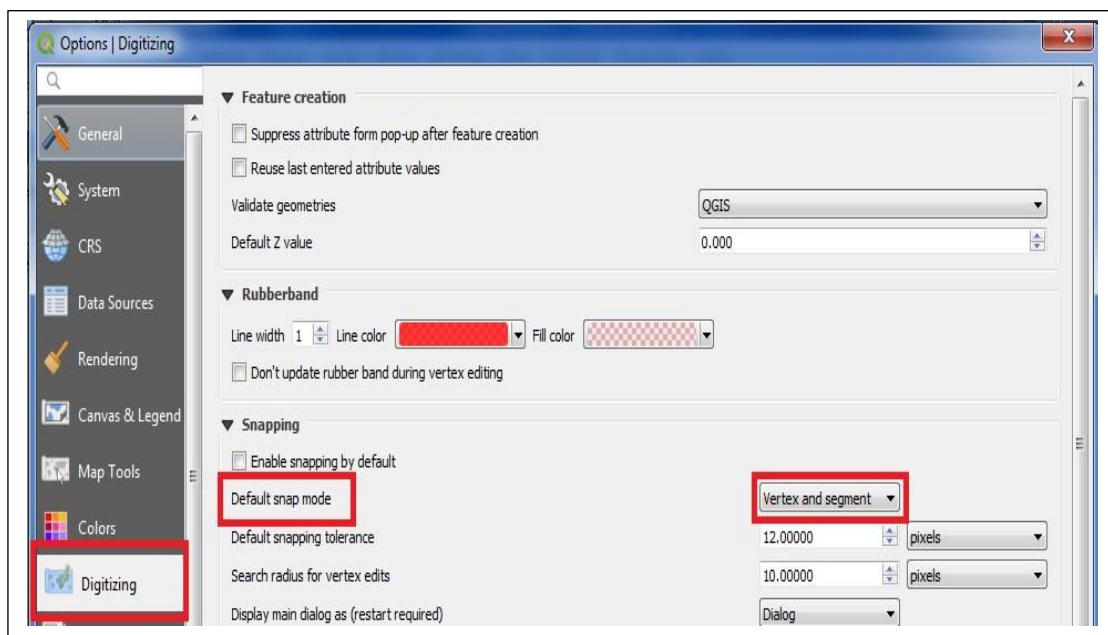 Options | Digitizing
X
General
System
CRS
Data Sources
Rendering
Canvas & Legend
Map Tools
Colors
Digitizing
Feature creation
Suppress attribute form pop-up after feature creation
Reuse last entered attribute values
Validate geometries QGIS
Default Z value 0.000
Rubberband
Line width 1 Line color Fill color
Don't update rubber band during vertex editing
Snapping
Enable snapping by default
Default snap mode Vertex and segment
Default snapping tolerance 12.00000 pixels
Search radius for vertex edits 10.00000 pixels
Display main dialog as (restart required) Dialog